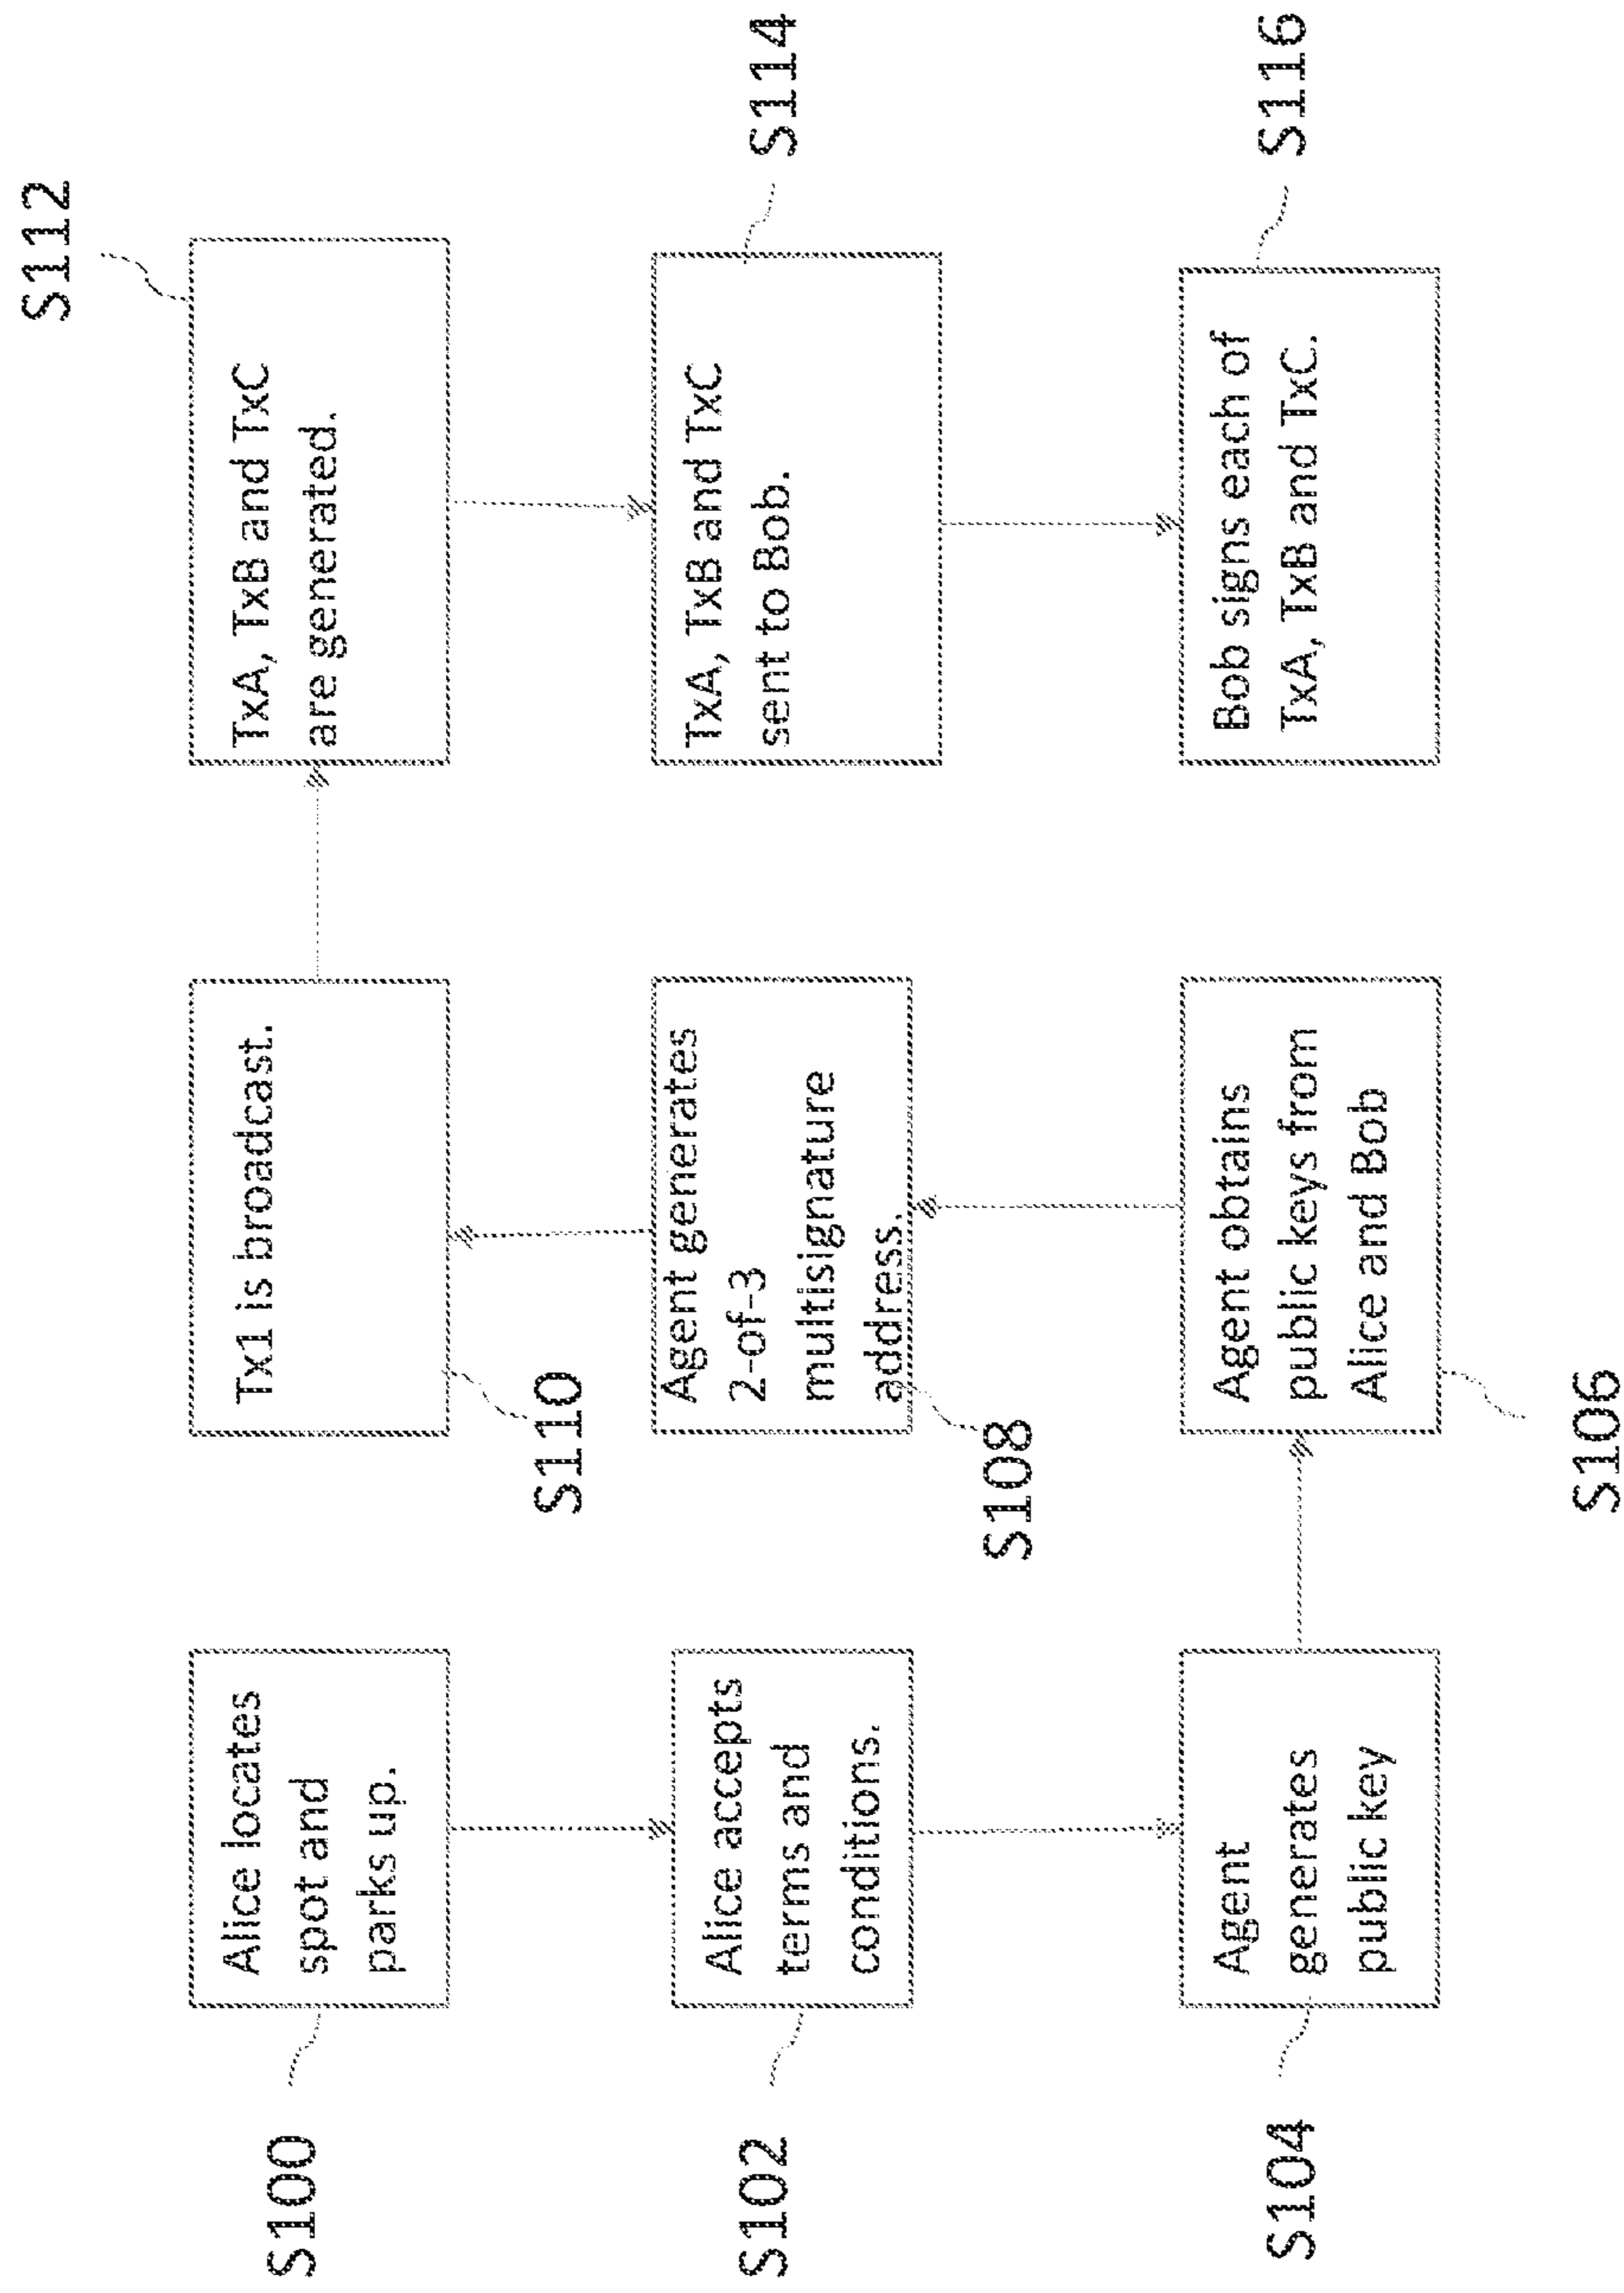 S100
Alice locates
spot and
parks up.
S102
Alice accepts
terms and
conditions.
S104
Agent
generates
public key
S106
Agent obtains
public keys from
Alice and Bob
S108
Agent generates
2-of-3
multisignature
address.
S110
Tx1 is broadcast.
S112
TxA, TxB and TxC
are generated.
S114
TxA, TxB and TxC
sent to Bob.
S116
Bob signs each of
TxA, TxB and TxC.